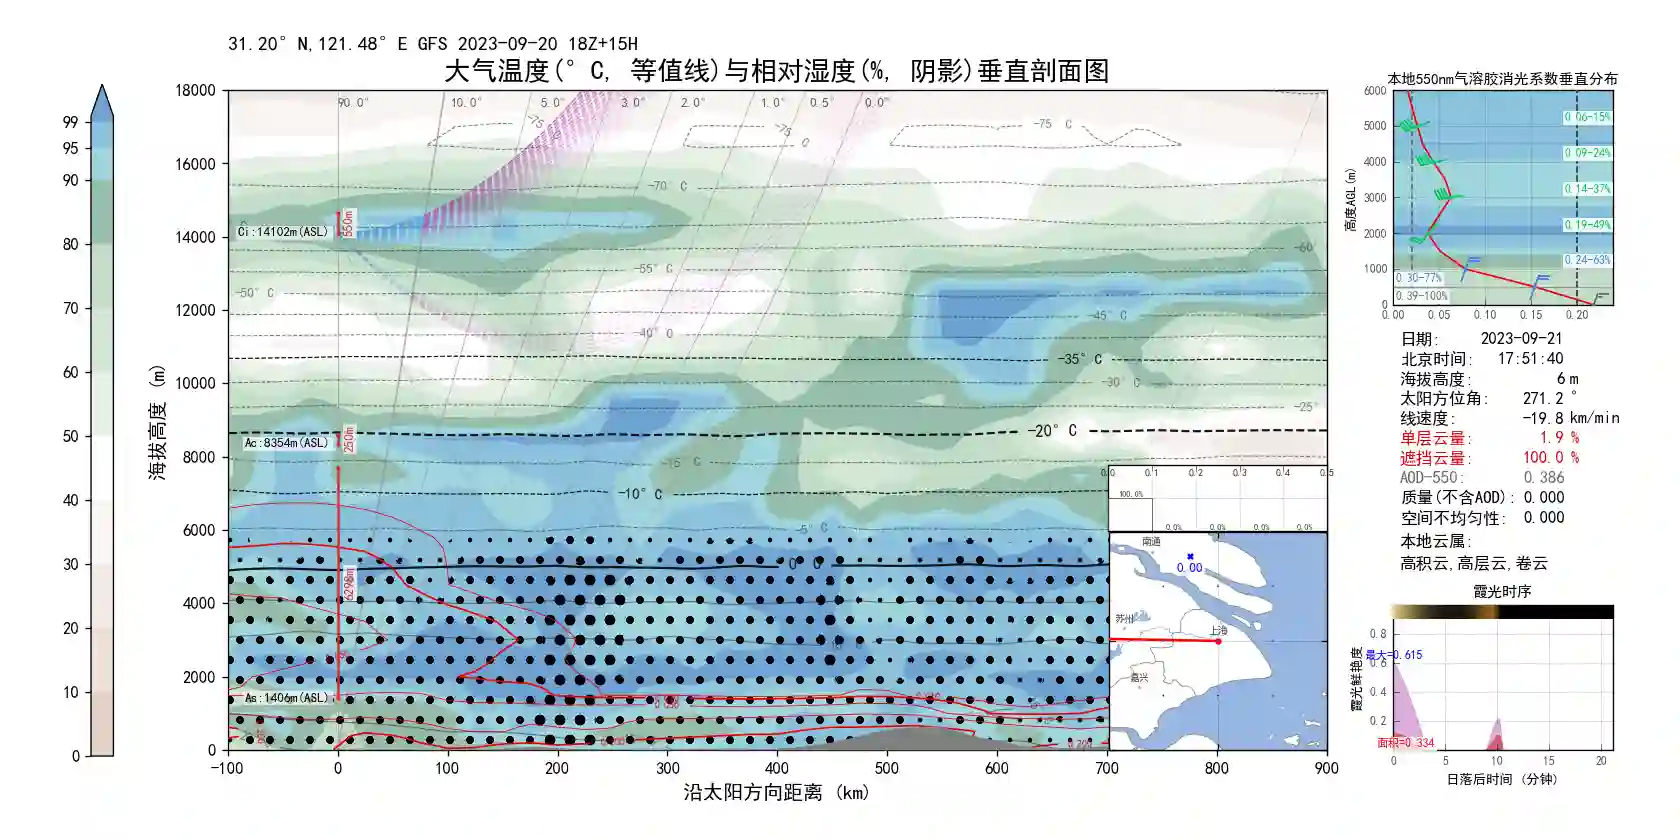 31.20°N,121.48°E GFS 2023-09-20 18Z+15H
大气温度(°C, 等值线)与相对湿度(%, 阴影)垂直剖面图
99
95
90
80
70
60
50
40
30
20
10
0
海拔高度 (m)
18000
16000
14000
12000
10000
8000
6000
4000
2000
0
90.0° 10.0° 5.0° 3.0° 2.0° 1.0° 0.5° 0.0°
-75 °C
-75 °C
-70 °C
-60
-55 °C
-50 °C
-45 °C
-40 °C
-35 °C
-30 °C
-25°
-20 °C
-15 °C
-10 °C
-5 °C
0 °C
Ci:14102m(ASL)
550m
Ac:8354m(ASL)
250m
6298m
As:1406m(ASL)
-100 0 100 200 300 400 500 600 700 800 900
沿太阳方向距离 (km)
0.0 0.1 0.2 0.3 0.4 0.5
100.0%
0.0% 0.0% 0.0% 0.0%
南通
0.00
苏州
上海
嘉兴
本地550nm气溶胶消光系数垂直分布
高度AGL(m)
6000
5000
4000
3000
2000
1000
0
0.06-15%
0.09-24%
0.14-37%
0.19-49%
0.24-63%
0.30-77%
0.39-100%
0.00 0.05 0.10 0.15 0.20
日期: 2023-09-21
北京时间: 17:51:40
海拔高度: 6 m
太阳方位角: 271.2 °
线速度: -19.8 km/min
单层云量: 1.9 %
遮挡云量: 100.0 %
AOD-550: 0.386
质量(不含AOD): 0.000
空间不均匀性: 0.000
本地云属:
高积云,高层云,卷云
霞光时序
霞光鲜艳度
0.8
0.6
0.4
0.2
最大=0.615
面积=0.334
0 5 10 15 20
日落后时间 (分钟)